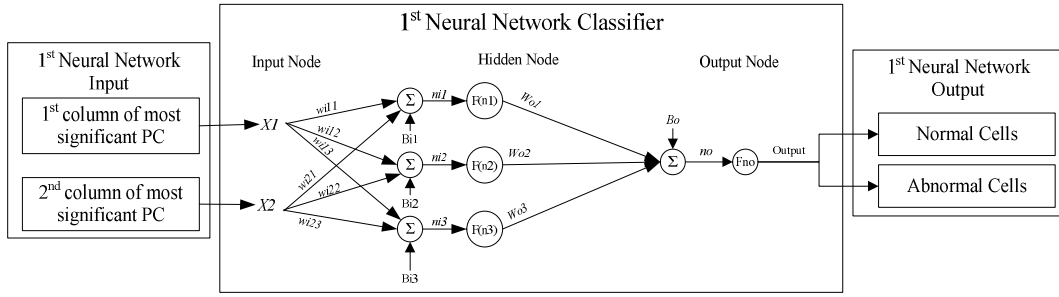 1st Neural Network Classifier
1st Neural Network
Input
1st column of most
significant PC
2nd column of most
significant PC
Input Node
Hidden Node
Output Node
X1
X2
wi11
wi12
wi13
wi21
wi22
wi23
Σ
Bi1
Σ
Bi2
Σ
Bi3
ni1
ni2
ni3
F(n1)
F(n2)
F(n3)
Wo1
Wo2
Wo3
Bo
Σ
no
Fno
Output
1st Neural Network
Output
Normal Cells
Abnormal Cells